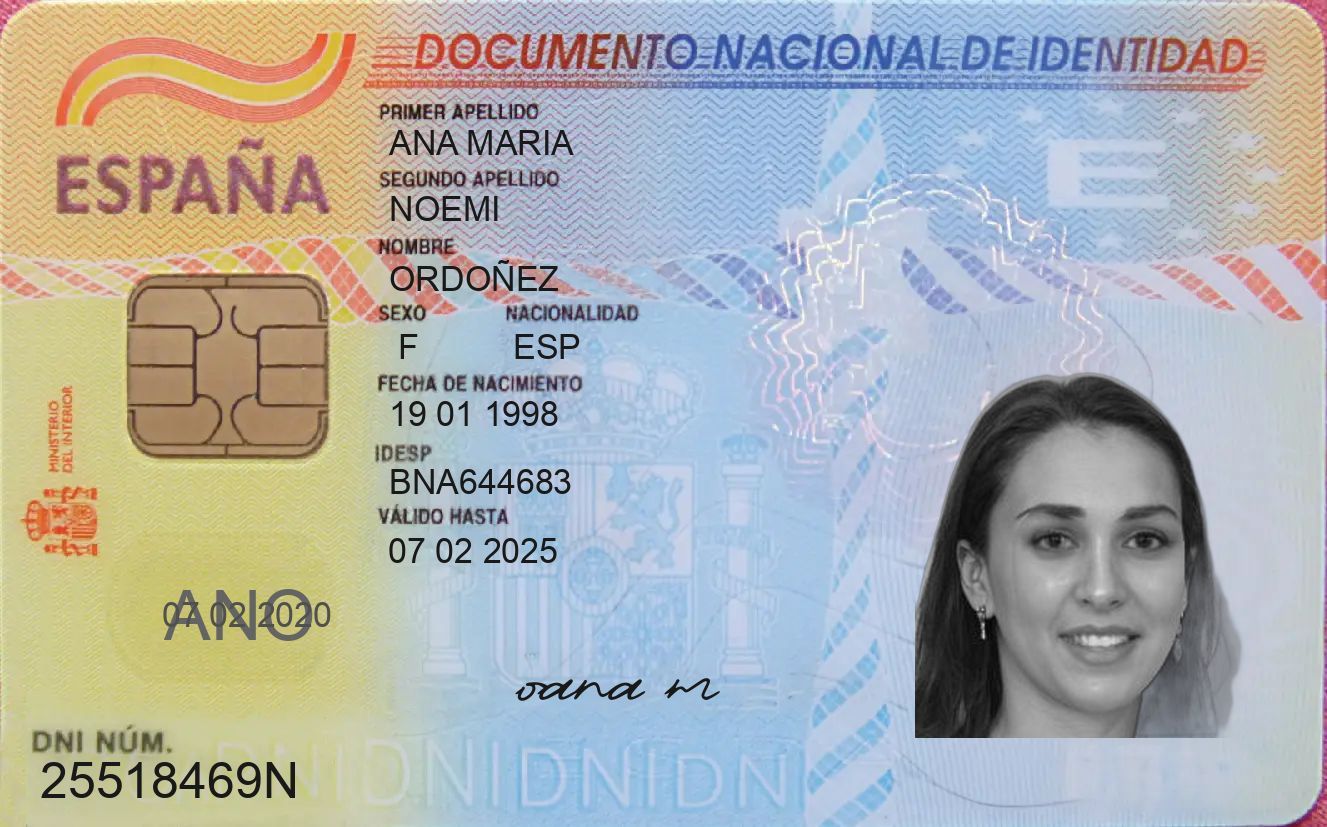 DOCUMENTO NACIONAL DE IDENTIDAD
ESPAÑA
PRIMER APELLIDO
ANA MARIA
SEGUNDO APELLIDO
NOEMI
NOMBRE
ORDOÑEZ
SEXO NACIONALIDAD
F ESP
FECHA DE NACIMIENTO
19 01 1998
IDESP
BNA644683
VÁLIDO HASTA
07 02 2025
MINISTERIO
DEL INTERIOR
E
07 02 2020
ANO
DNI NÚM.
25518469N
DNIDNIDNIDNI